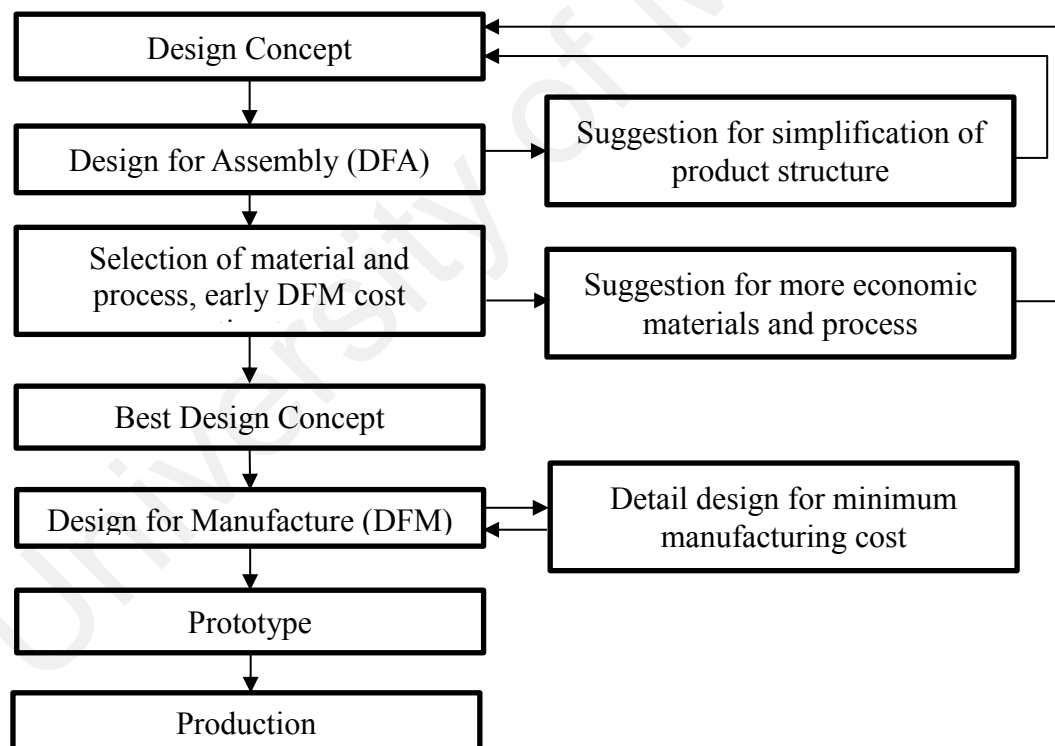 Design Concept
Design for Assembly (DFA)
Suggestion for simplification of
product structure
Selection of material and
process, early DFM cost
Suggestion for more economic
materials and process
Best Design Concept
Design for Manufacture (DFM)
Detail design for minimum
manufacturing cost
Prototype
Production
University of